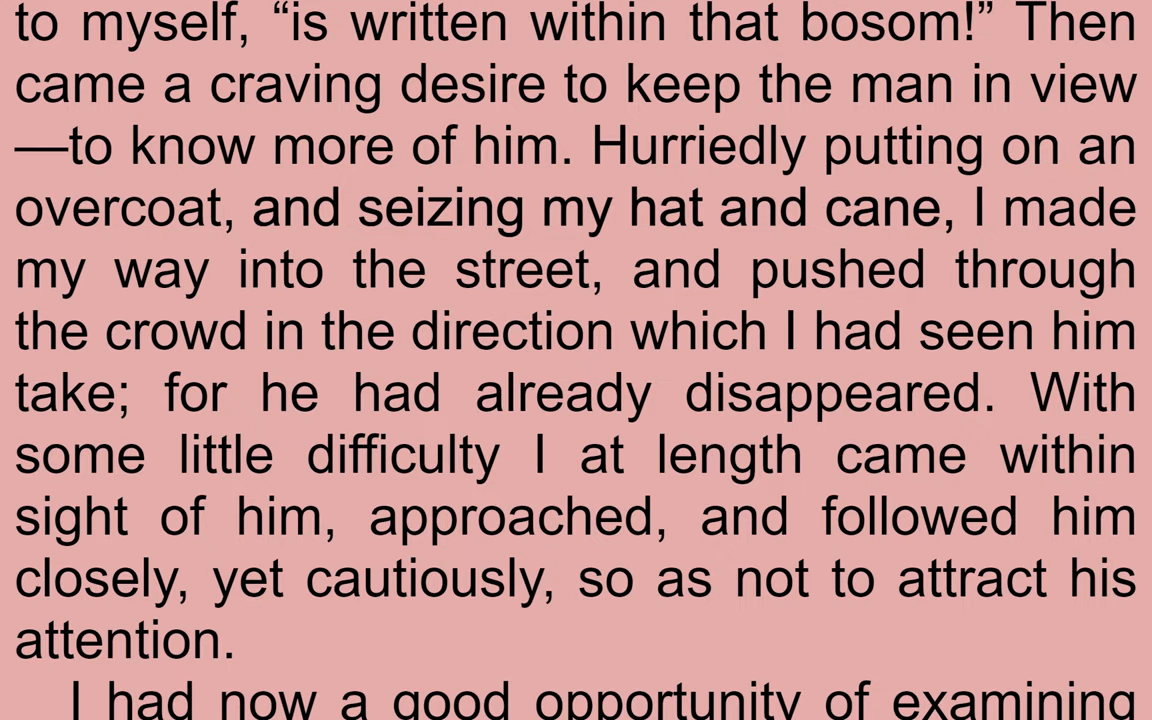 to myself, “is written within that bosom!” Then
came a craving desire to keep the man in view
—to know more of him. Hurriedly putting on an
overcoat, and seizing my hat and cane, I made
my way into the street, and pushed through
the crowd in the direction which I had seen him
take; for he had already disappeared. With
some little difficulty I at length came within
sight of him, approached, and followed him
closely, yet cautiously, so as not to attract his
attention.
I had now a good opportunity of examining